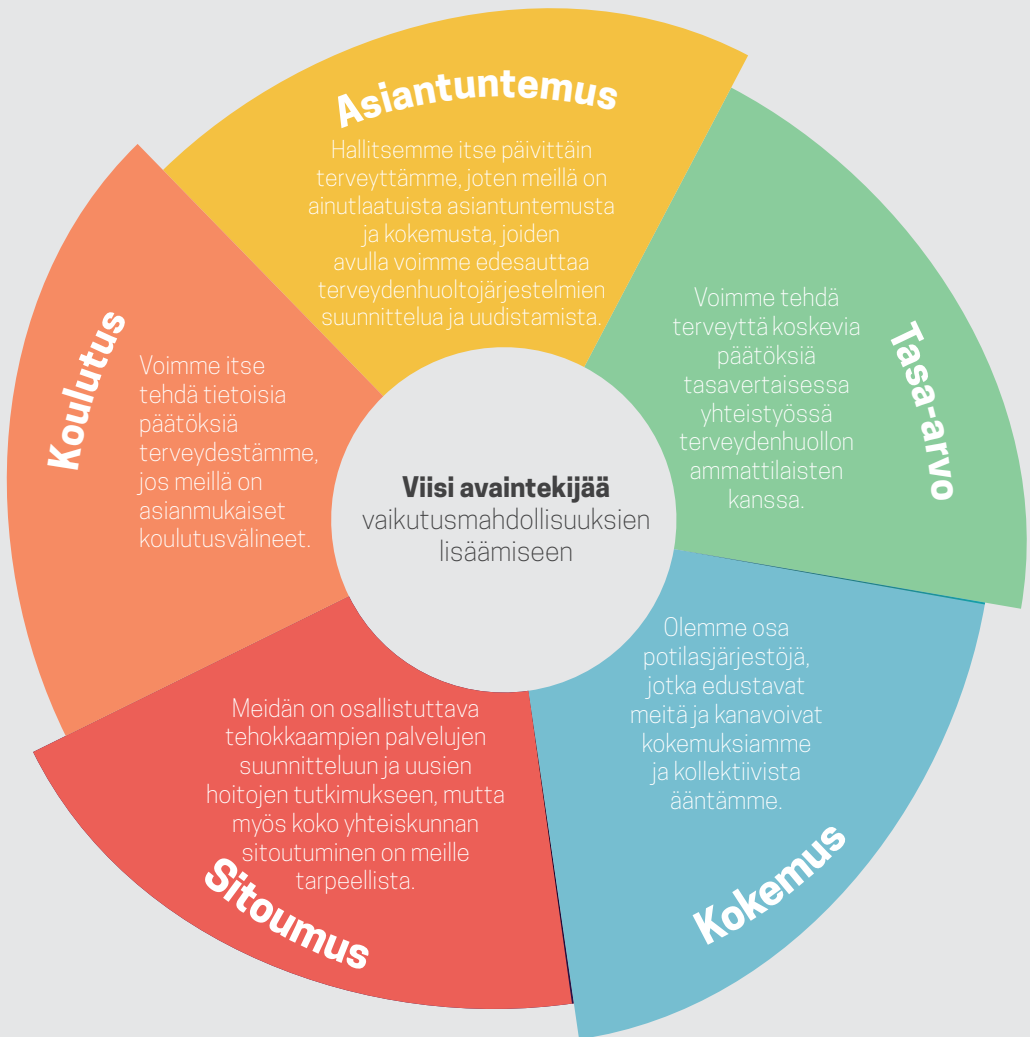 Asiantuntemus
Hallitsemme itse päivittäin
terveyttämme, joten meillä on
ainutlaatuista asiantuntemusta
ja kokemusta, joiden
avulla voimme edesauttaa
terveydenhuoltojärjestelmien
suunnittelua ja uudistamista.
Tasa-arvo
Voimme tehdä
terveyttä koskevia
päätöksiä
tasavertaisessa
yhteistyössä
terveydenhuollon
ammattilaisten
kanssa.
Koulutus
Voimme itse
tehdä tietoisia
päätöksiä
terveydestämme,
jos meillä on
asianmukaiset
koulutusvälineet.
Viisi avaintekijää
vaikutusmahdollisuuksien
lisäämiseen
Olemme osa
potilasjärjestöjä,
jotka edustavat
meitä ja kanavoivat
kokemuksiamme
ja kollektiivista
ääntämme.
Kokemus
Meidän on osallistuttava
tehokkaampien palvelujen
suunnitteluun ja uusien
hoitojen tutkimukseen, mutta
myös koko yhteiskunnan
sitoutuminen on meille
tarpeellista.
Sitoumus